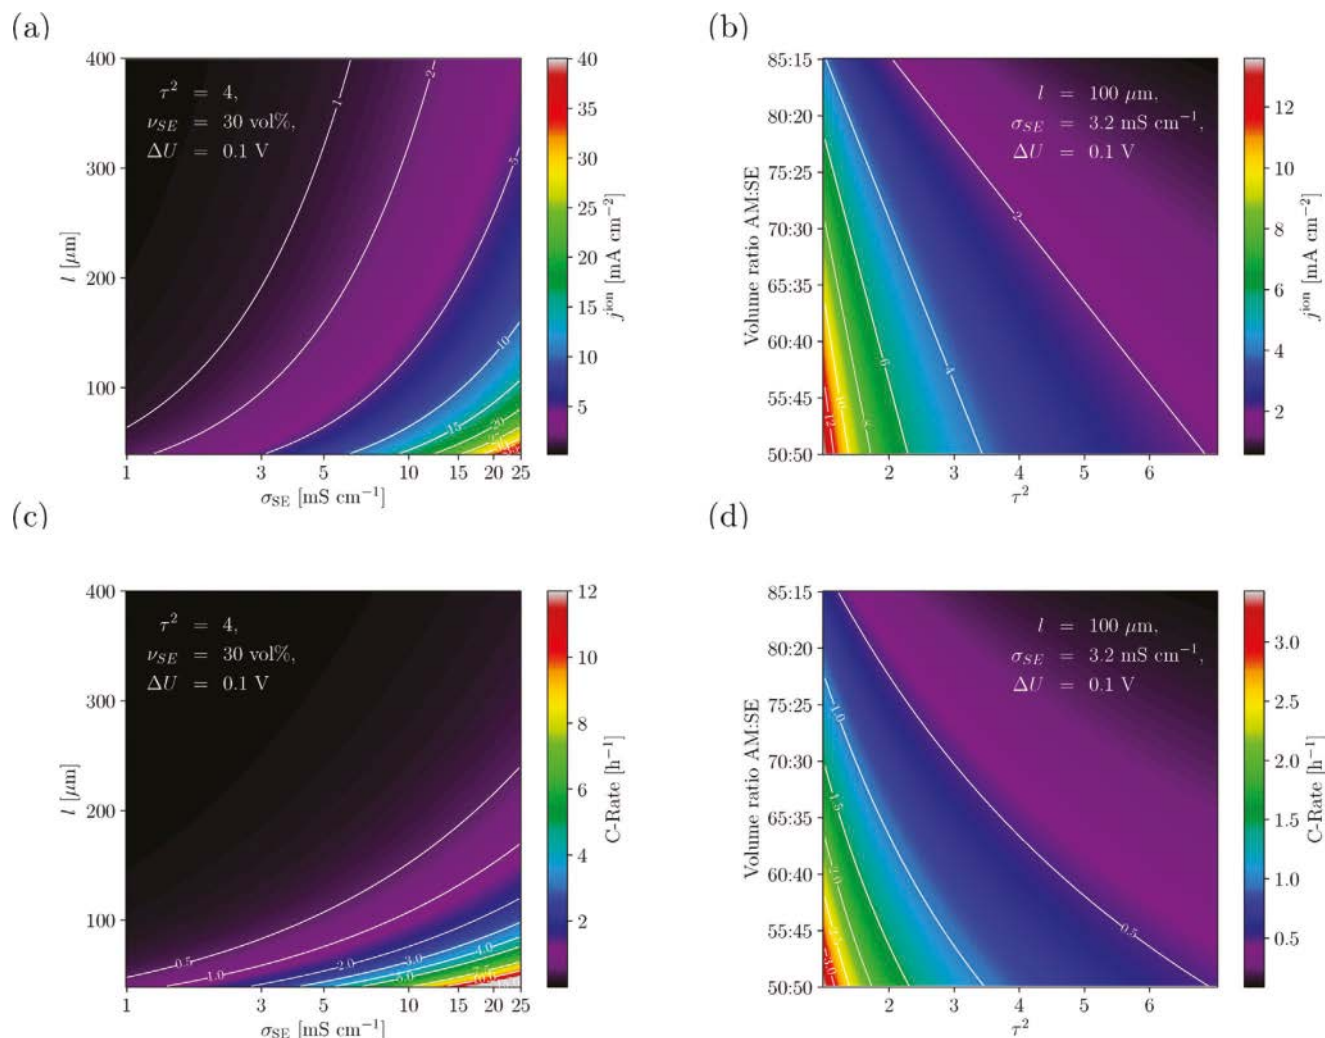 (a)
400
300
200
100
l [μm]
τ² = 4,
ν_SE = 30 vol%,
ΔU = 0.1 V
1
2
5
10
15
20
1 3 5 10 15 20 25
σ_SE [mS cm⁻¹]
40
35
30
25
20
15
10
5
j^ion [mA cm⁻²]
(b)
85:15
80:20
75:25
70:30
65:35
60:40
55:45
50:50
Volume ratio AM:SE
l = 100 μm,
σ_SE = 3.2 mS cm⁻¹,
ΔU = 0.1 V
2
4
6
8
10
12
2 3 4 5 6
τ²
12
10
8
6
4
2
j^ion [mA cm⁻²]
(c)
400
300
200
100
l [μm]
τ² = 4,
ν_SE = 30 vol%,
ΔU = 0.1 V
0.5
1.0
2.0
3.0
4.0
5.0
1 3 5 10 15 20 25
σ_SE [mS cm⁻¹]
12
10
8
6
4
2
C-Rate [h⁻¹]
(d)
85:15
80:20
75:25
70:30
65:35
60:40
55:45
50:50
Volume ratio AM:SE
l = 100 μm,
σ_SE = 3.2 mS cm⁻¹,
ΔU = 0.1 V
0.5
1.0
1.5
2.0
2.5
3.0
2 3 4 5 6
τ²
3.0
2.5
2.0
1.5
1.0
0.5
C-Rate [h⁻¹]